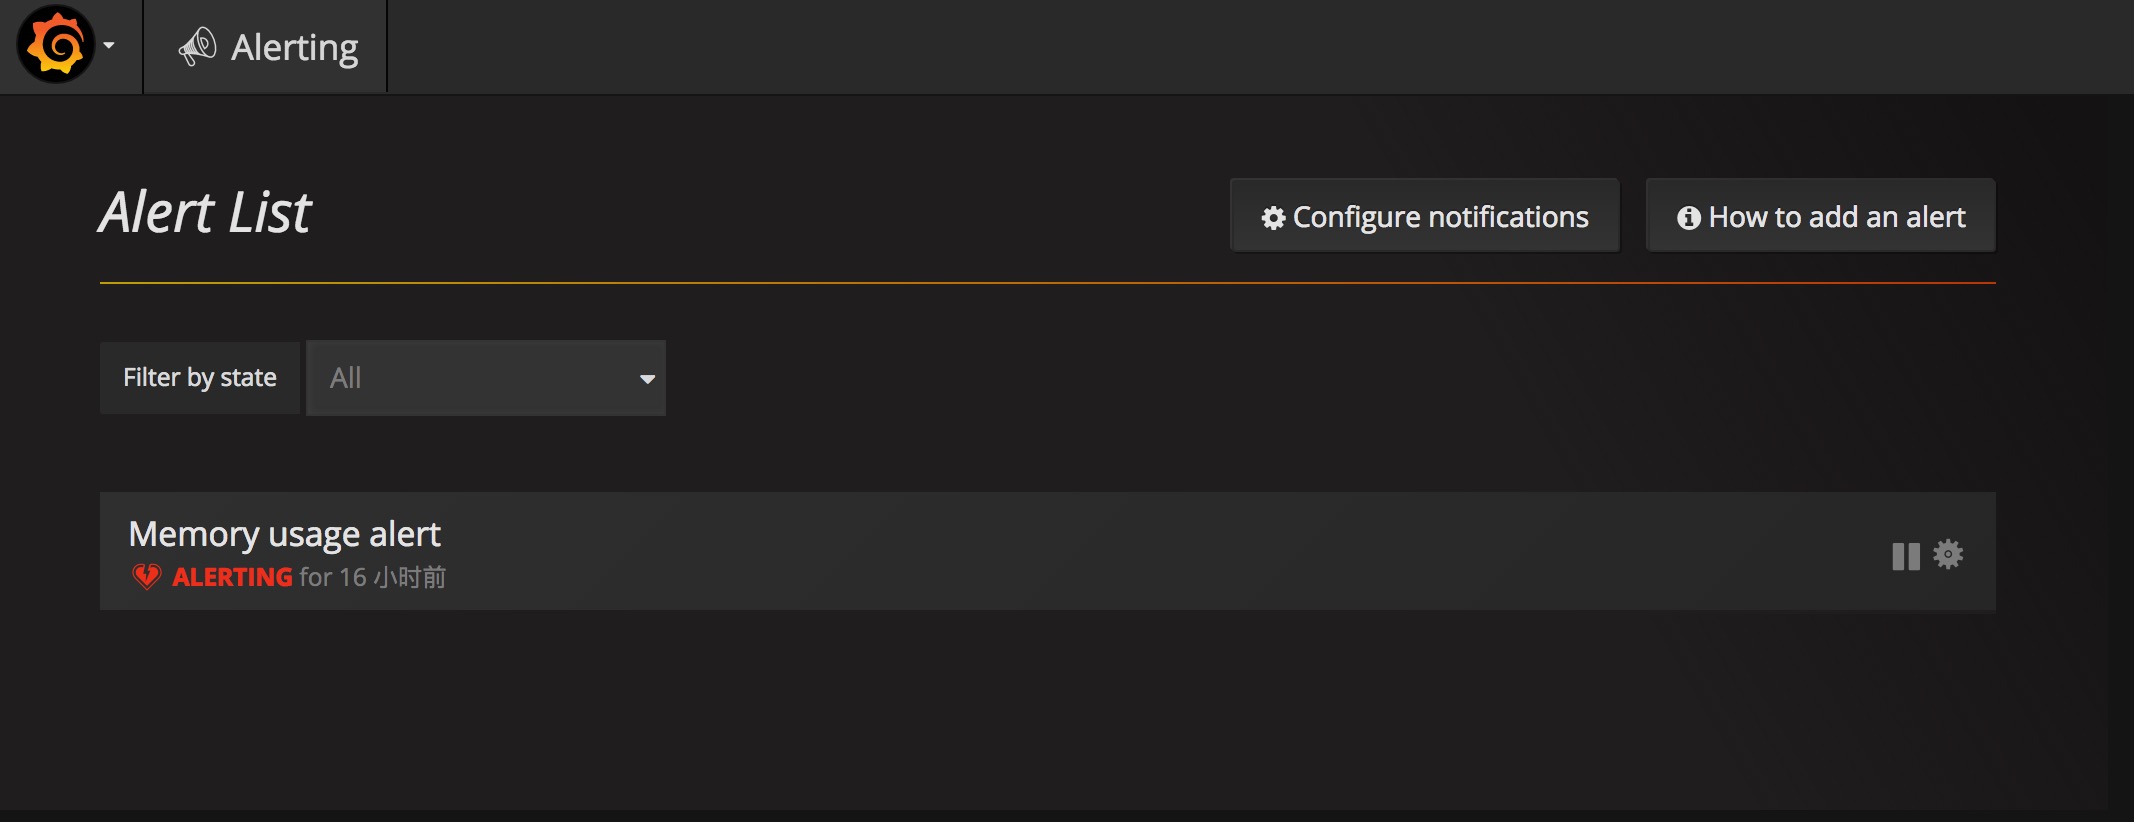 Alerting
Alert List
Configure notifications
How to add an alert
Filter by state
All
Memory usage alert
ALERTING for 16 小时前